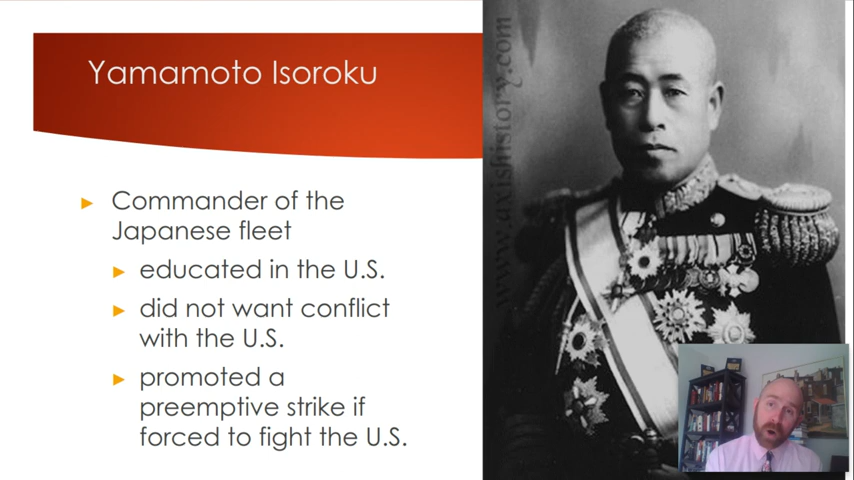 Yamamoto Isoroku
Commander of the
Japanese fleet
educated in the U.S.
did not want conflict
with the U.S.
promoted a
preemptive strike if
forced to fight the U.S.
www.axishistory.com